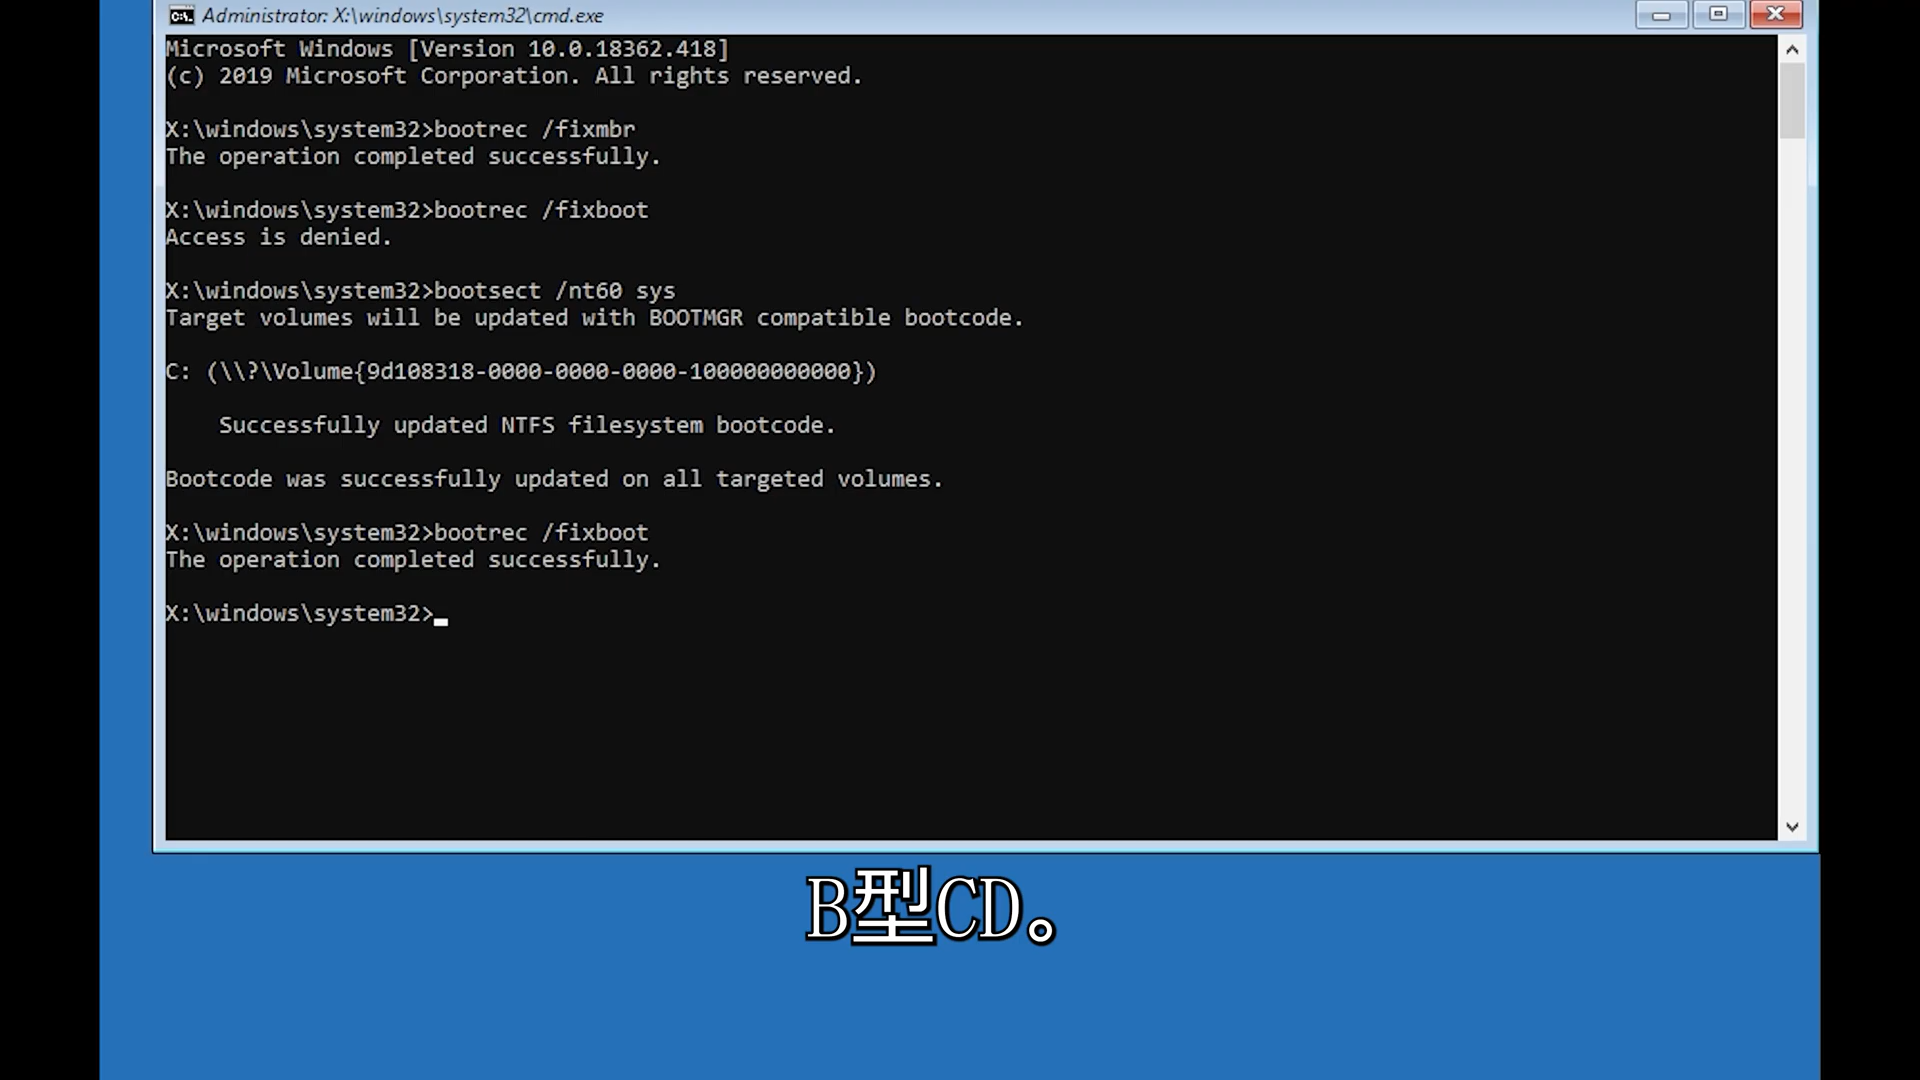 Administrator: X:\windows\system32\cmd.exe
Microsoft Windows [Version 10.0.18362.418]
(c) 2019 Microsoft Corporation. All rights reserved.
X:\windows\system32>bootrec /fixmbr
The operation completed successfully.
X:\windows\system32>bootrec /fixboot
Access is denied.
X:\windows\system32>bootsect /nt60 sys
Target volumes will be updated with BOOTMGR compatible bootcode.
C: (\\?\Volume{9d108318-0000-0000-0000-100000000000})
Successfully updated NTFS filesystem bootcode.
Bootcode was successfully updated on all targeted volumes.
X:\windows\system32>bootrec /fixboot
The operation completed successfully.
X:\windows\system32>
B型CD。